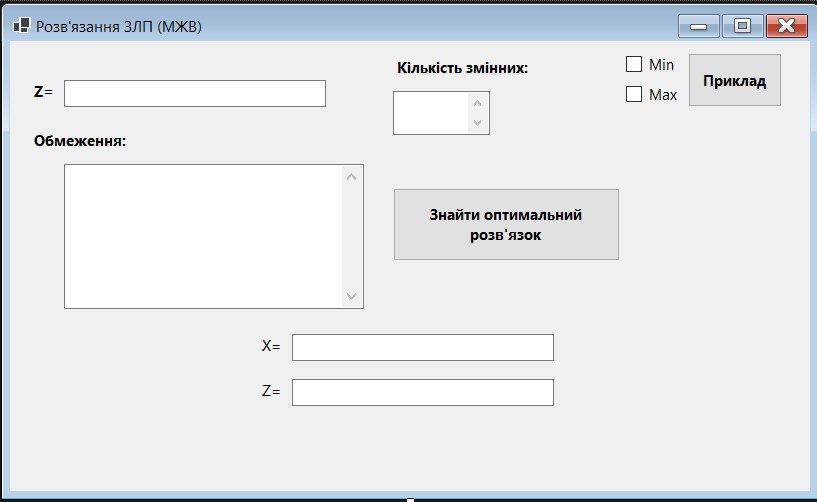 Розв'язання ЗЛП (МЖВ)
Z=
Кількість змінних:
Min
Max
Приклад
Обмеження:
Знайти оптимальний
розв'язок
X=
Z=